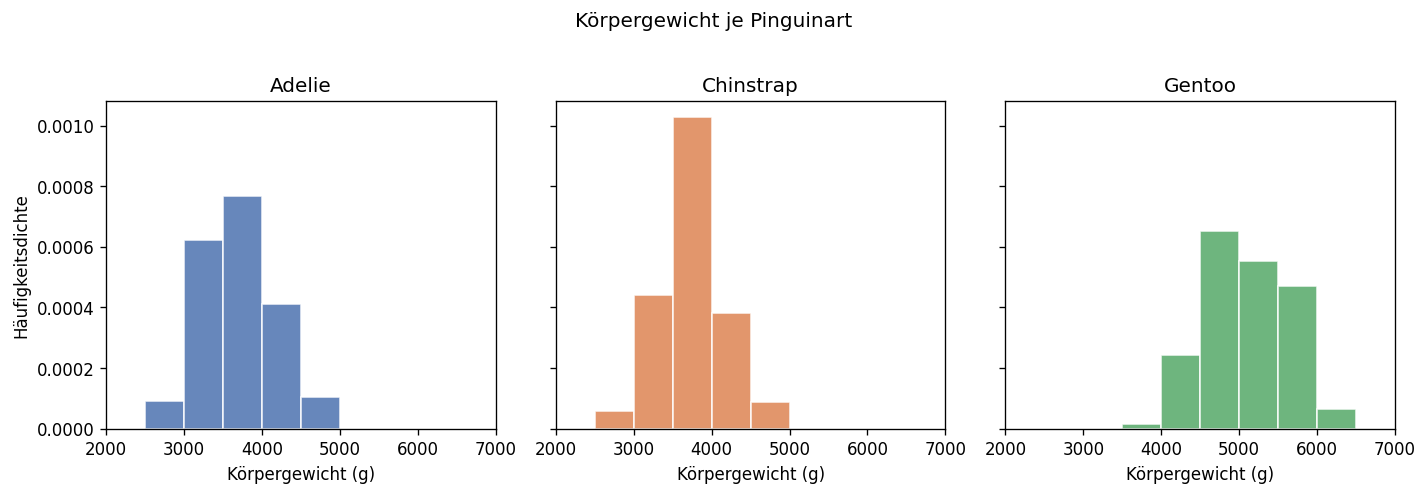 Körpergewicht je Pinguinart
Adelie
Chinstrap
Gentoo
0.0010
0.0008
0.0006
0.0004
0.0002
0.0000
Häufigkeitsdichte
2000 3000 4000 5000 6000 7000
2000 3000 4000 5000 6000 7000
2000 3000 4000 5000 6000 7000
Körpergewicht (g)
Körpergewicht (g)
Körpergewicht (g)